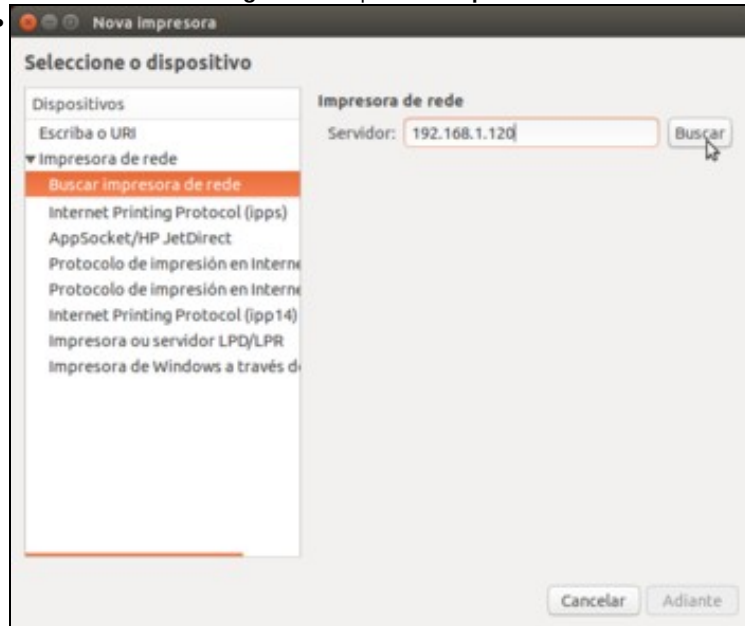 Nova impresora
Seleccione o dispositivo
Dispositivos
Escriba o URI
Impresora de rede
Buscar impresora de rede
Internet Printing Protocol (ipps)
AppSocket/HP JetDirect
Protocolo de impresión en Interne
Protocolo de impresión en Interne
Internet Printing Protocol (ipp14)
Impresora ou servidor LPD/LPR
Impresora de Windows a través d
Impresora de rede
Servidor: 192.168.1.120 Buscar
Cancelar Adiante